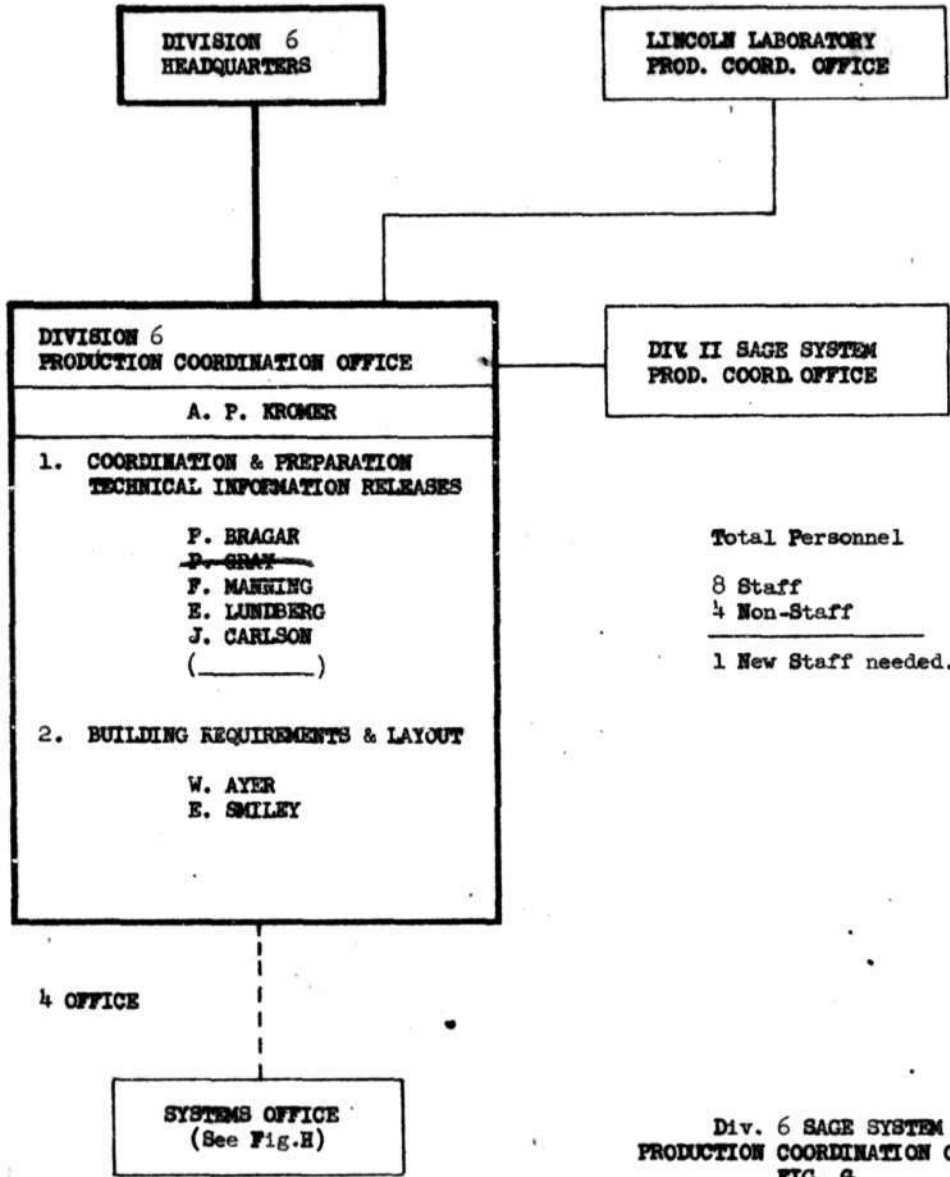 DIVISION 6
HEADQUARTERS
LINCOLN LABORATORY
PROD. COORD. OFFICE
DIVISION 6
PRODUCTION COORDINATION OFFICE
A. P. KROMER
1. COORDINATION & PREPARATION
TECHNICAL INFORMATION RELEASES
P. BRAGAR
P. GRAY
F. MANNING
E. LUNDBERG
J. CARLSON
(________)
2. BUILDING REQUIREMENTS & LAYOUT
W. AYER
E. SMILEY
DIV. II SAGE SYSTEM
PROD. COORD. OFFICE
Total Personnel
8 Staff
4 Non-Staff
1 New Staff needed.
4 OFFICE
SYSTEMS OFFICE
(See Fig.H)
Div. 6 SAGE SYSTEM
PRODUCTION COORDINATION
FIG. G